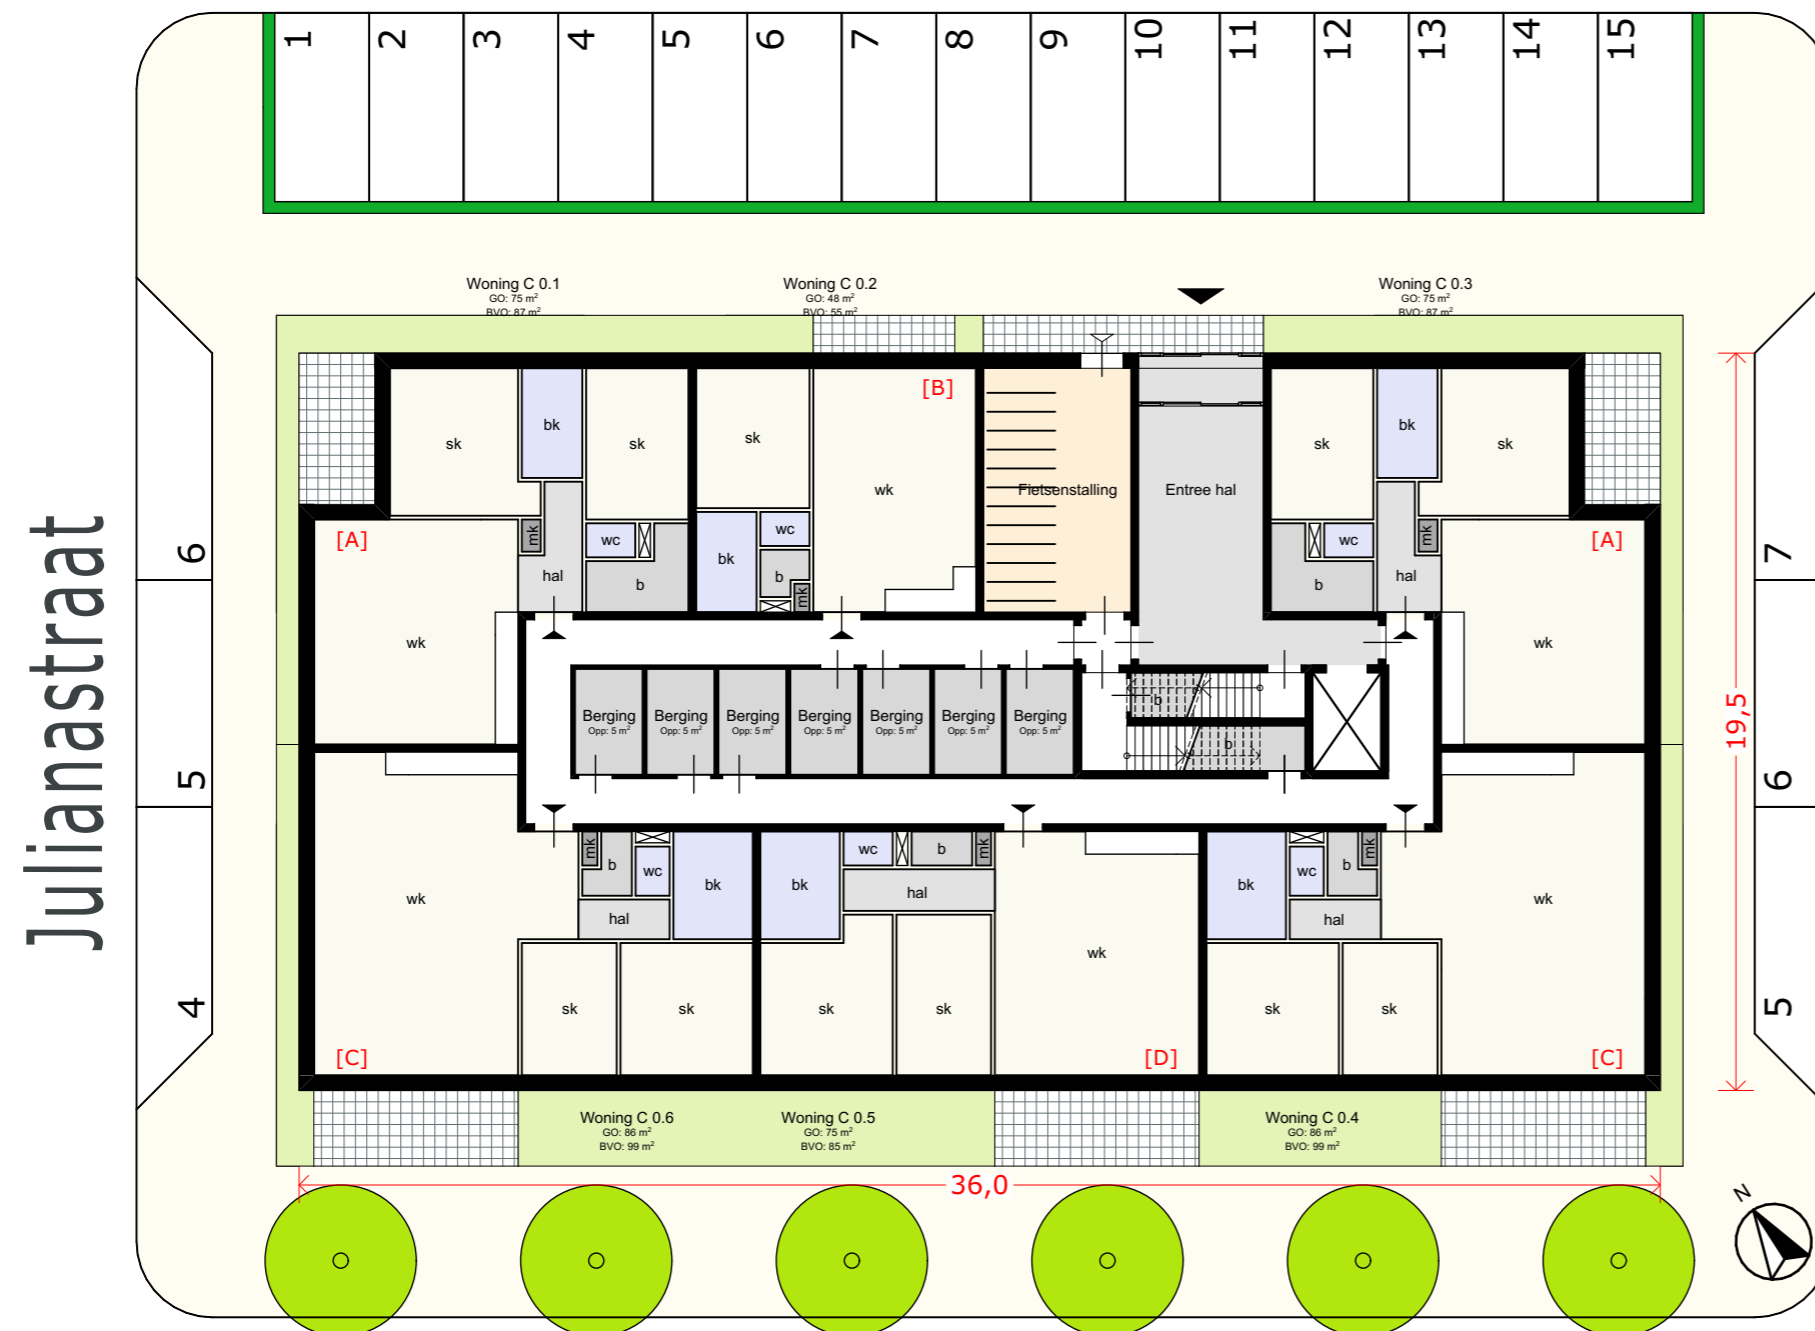 1 2 3 4 5 6 7 8 9 10 11 12 13 14 15
Woning C 0.1
GO: 75 m²
BVO: 87 m²
Woning C 0.2
GO: 48 m²
BVO: 55 m²
Woning C 0.3
GO: 75 m²
BVO: 87 m²
Julianastraat
6
5
4
7
6
5
sk
bk
sk
[A]
mk
wc
hal
b
wk
sk
[B]
wk
bk
wc
b
mk
Fietsenstalling
Entree hal
sk
bk
sk
b
wc
mk
hal
[A]
wk
Berging
Opp: 5 m²
Berging
Opp: 5 m²
Berging
Opp: 5 m²
Berging
Opp: 5 m²
Berging
Opp: 5 m²
Berging
Opp: 5 m²
Berging
Opp: 5 m²
b
b
19,5
wk
mk
b
wc
bk
hal
sk
sk
[C]
bk
wc
b
mk
hal
sk
sk
wk
[D]
bk
wc
b
mk
hal
sk
sk
wk
[C]
Woning C 0.6
GO: 86 m²
BVO: 99 m²
Woning C 0.5
GO: 75 m²
BVO: 85 m²
Woning C 0.4
GO: 86 m²
BVO: 99 m²
36,0
N